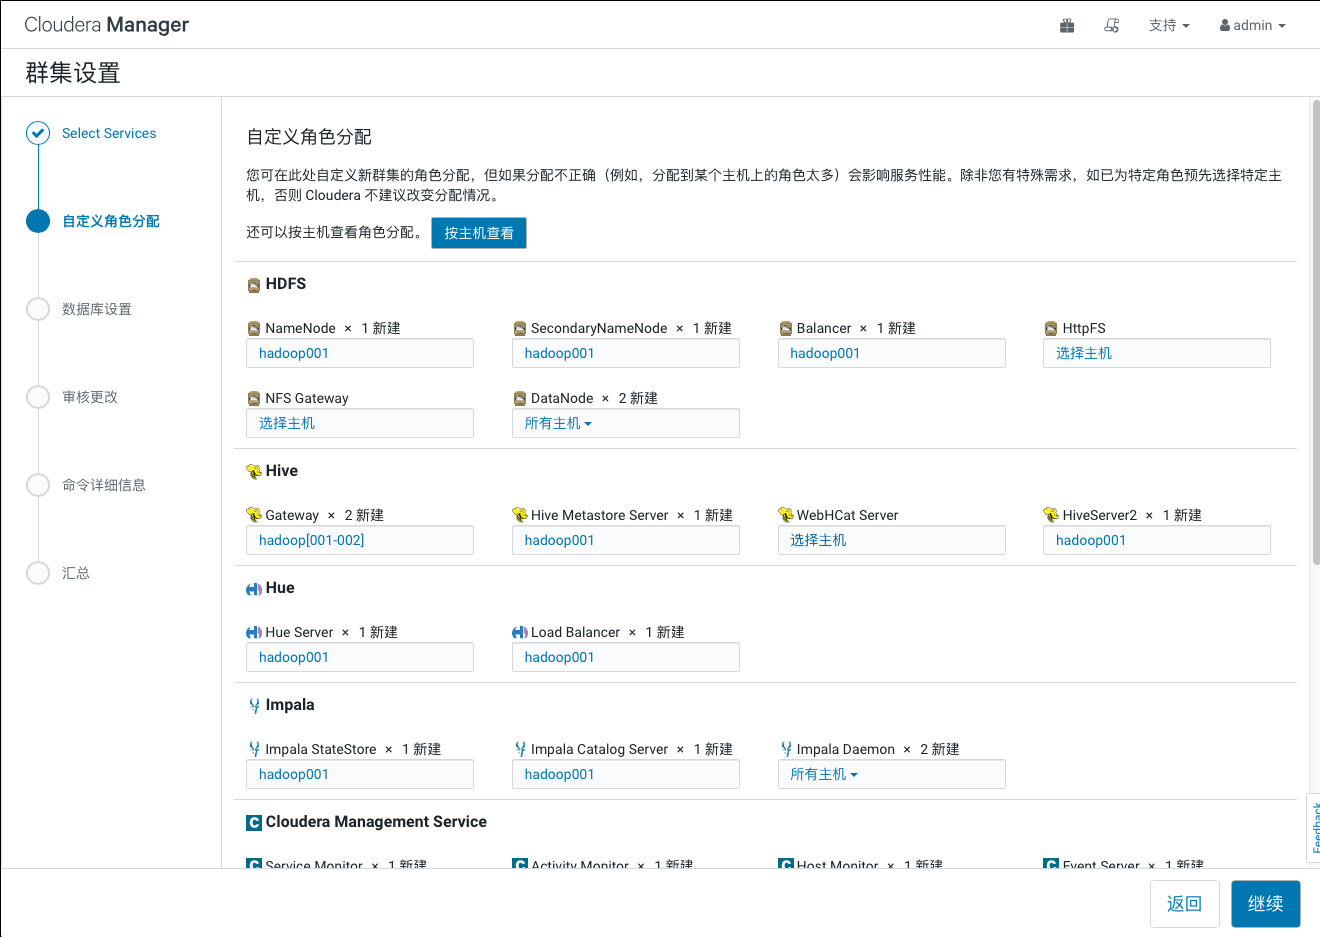 Cloudera Manager
支持
admin
群集设置
Select Services
自定义角色分配
数据库设置
审核更改
命令详细信息
汇总
自定义角色分配
您可在此处自定义新群集的角色分配，但如果分配不正确（例如，分配到某个主机上的角色太多）会影响服务性能。除非您有特殊需求，如已为特定角色预先选择特定主
机，否则 Cloudera 不建议改变分配情况。
还可以按主机查看角色分配。 按主机查看
HDFS
NameNode × 1 新建
hadoop001
SecondaryNameNode × 1 新建
hadoop001
Balancer × 1 新建
hadoop001
HttpFS
选择主机
NFS Gateway
选择主机
DataNode × 2 新建
所有主机
Hive
Gateway × 2 新建
hadoop[001-002]
Hive Metastore Server × 1 新建
hadoop001
WebHCat Server
选择主机
HiveServer2 × 1 新建
hadoop001
Hue
Hue Server × 1 新建
hadoop001
Load Balancer × 1 新建
hadoop001
Impala
Impala StateStore × 1 新建
hadoop001
Impala Catalog Server × 1 新建
hadoop001
Impala Daemon × 2 新建
所有主机
Cloudera Management Service
Service Monitor × 1 新建
Activity Monitor × 1 新建
Host Monitor × 1 新建
Event Server × 1 新建
Feedback
返回
继续